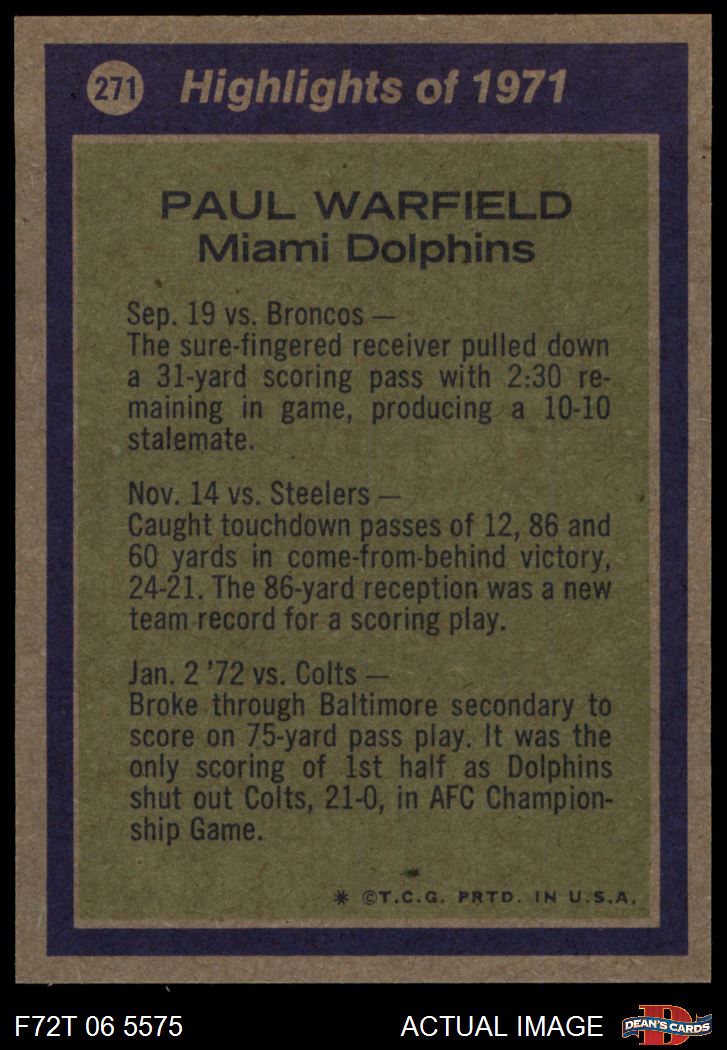 271 Highlights of 1971
PAUL WARFIELD
Miami Dolphins
Sep. 19 vs. Broncos —
The sure-fingered receiver pulled down
a 31-yard scoring pass with 2:30 re-
maining in game, producing a 10-10
stalemate.
Nov. 14 vs. Steelers —
Caught touchdown passes of 12, 86 and
60 yards in come-from-behind victory,
24-21. The 86-yard reception was a new
team record for a scoring play.
Jan. 2 '72 vs. Colts —
Broke through Baltimore secondary to
score on 75-yard pass play. It was the
only scoring of 1st half as Dolphins
shut out Colts, 21-0, in AFC Champion-
ship Game.
* ©T.C.G. PRTD. IN U.S.A.
F72T 06 5575 ACTUAL IMAGE D DEAN'S CARDS